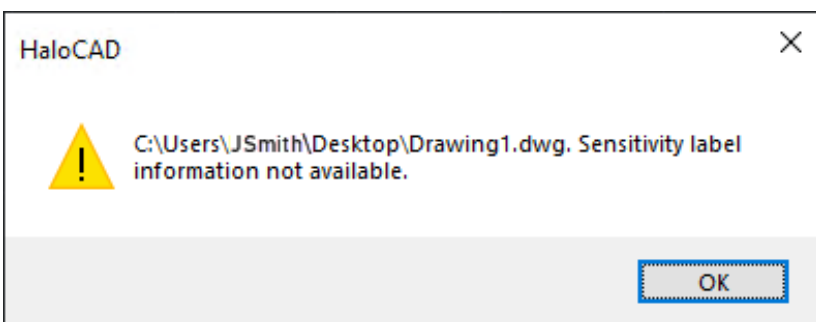 HaloCAD
C:\Users\JSmith\Desktop\Drawing1.dwg. Sensitivity label
information not available.
OK